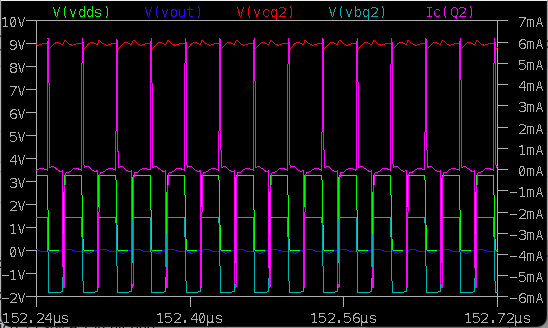 V(vdds) V(vout) V(vcq2) V(vbq2) Ic(Q2)
10V 7mA
9V 6mA
8V 5mA
7V 4mA
6V 3mA
5V 2mA
1mA
4V 0mA
3V -1mA
2V -2mA
1V -3mA
0V -4mA
-1V -5mA
-2V -6mA
152.24µs 152.40µs 152.56µs 152.72µs